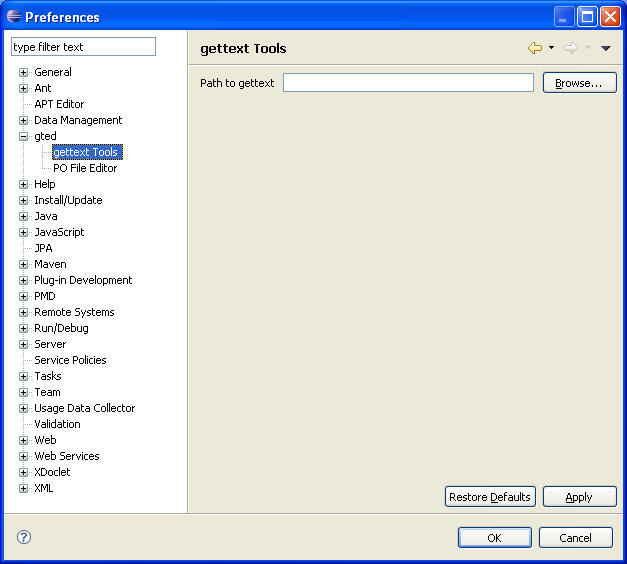 Preferences
type filter text
gettext Tools
General
Ant
APT Editor
Data Management
gted
gettext Tools
PO File Editor
Help
Install/Update
Java
JavaScript
JPA
Maven
Plug-in Development
PMD
Remote Systems
Run/Debug
Server
Service Policies
Tasks
Team
Usage Data Collector
Validation
Web
Web Services
XDoclet
XML
Path to gettext
Browse...
Restore Defaults
Apply
?
OK
Cancel